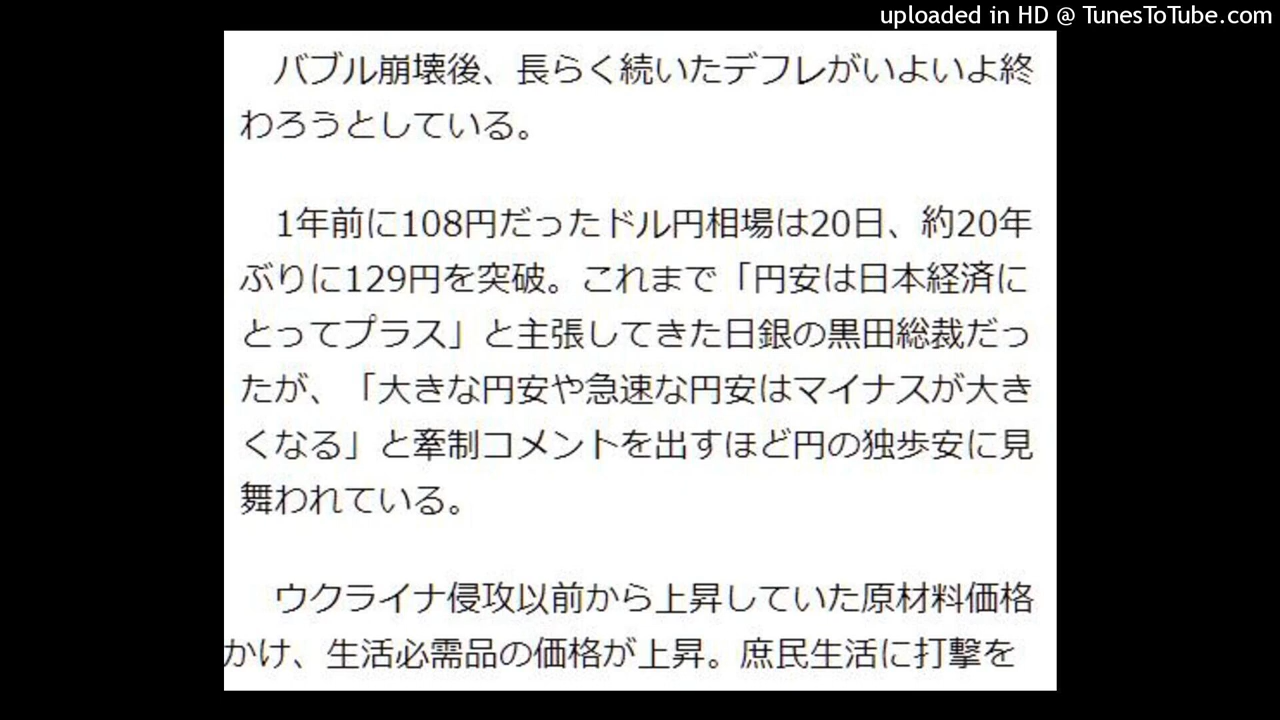 uploaded in HD @ TunesToTube.com
バブル崩壊後、長らく続いたデフレがいよいよ終
わろうとしている。
1年前に108円だったドル円相場は20日、約20年
ぶりに129円を突破。これまで「円安は日本経済に
とってプラス」と主張してきた日銀の黒田総裁だっ
たが、「大きな円安や急速な円安はマイナスが大き
くなる」と牽制コメントを出すほど円の独歩安に見
舞われている。
ウクライナ侵攻以前から上昇していた原材料価格
かけ、生活必需品の価格が上昇。庶民生活に打撃を